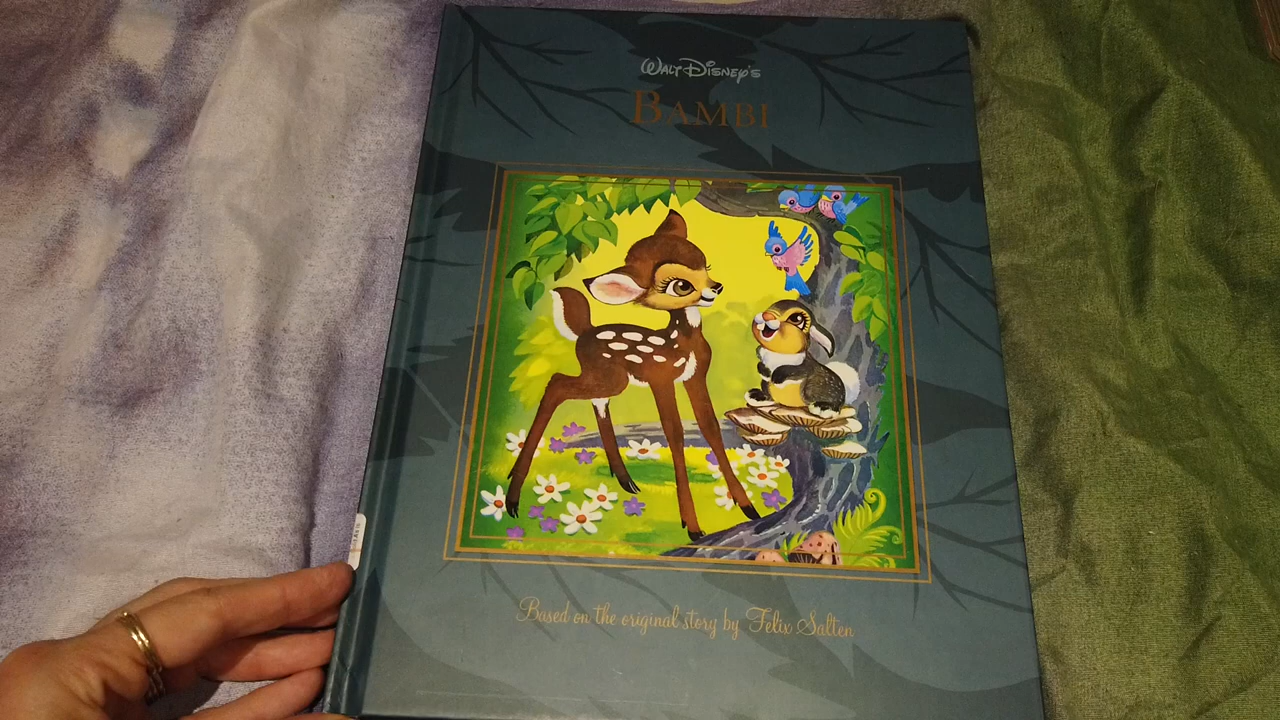 WALT DISNEY'S
BAMBI
Based on the original story by Felix Salten